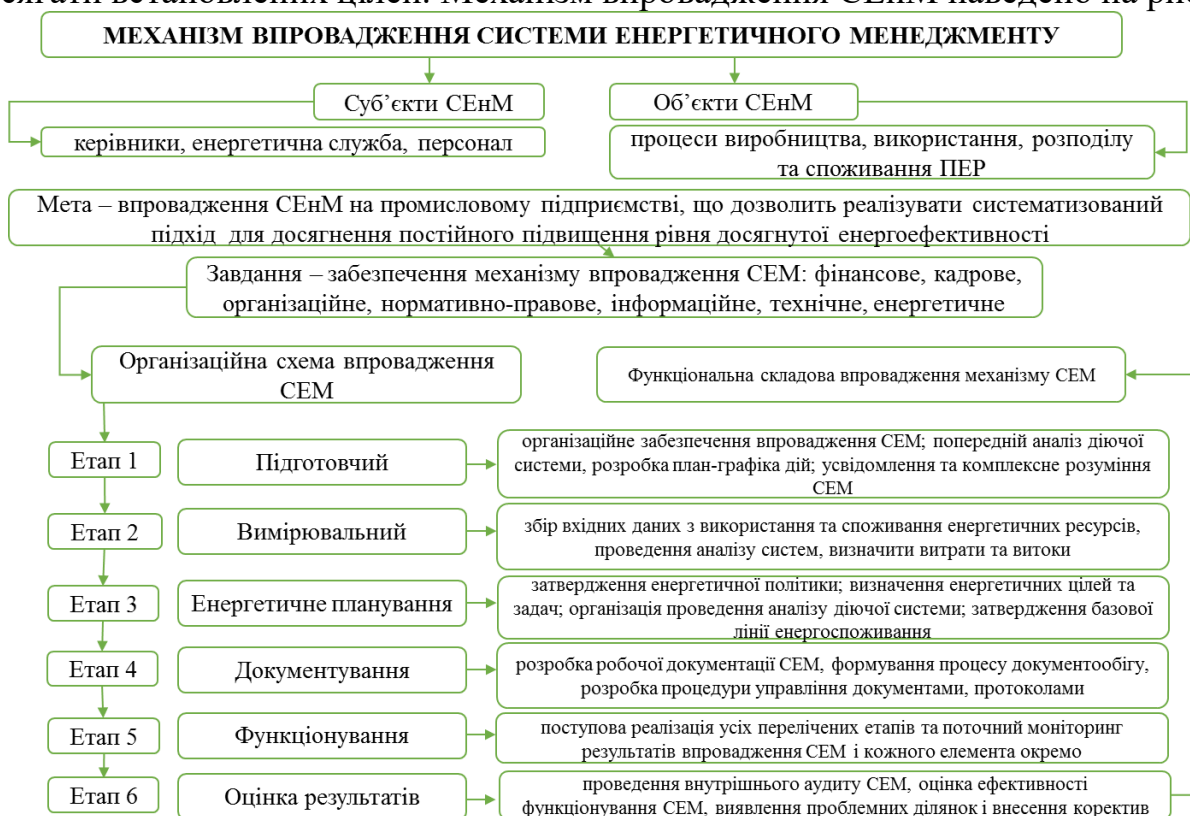 встановлених цілей. Механізм впровадження СЕнМ наведено на
МЕХАНІЗМ ВПРОВАДЖЕННЯ СИСТЕМИ ЕНЕРГЕТИЧНОГО МЕНЕДЖМЕНТУ
Суб’єкти СЕнМ
Об’єкти СЕнМ
керівники, енергетична служба, персонал
процеси виробництва, використання, розподілу
та споживання ПЕР
Мета – впровадження СЕнМ на промисловому підприємстві, що дозволить реалізувати систематизований
підхід для досягнення постійного підвищення рівня досягнутої енергоефективності
Завдання – забезпечення механізму впровадження СЕМ: фінансове, кадрове,
організаційне, нормативно-правове, інформаційне, технічне, енергетичне
Організаційна схема впровадження
СЕМ
Функціональна складова впровадження механізму СЕМ
Етап 1
Підготовчий
організаційне забезпечення впровадження СЕМ; попередній аналіз діючої
системи, розробка план-графіка дій; усвідомлення та комплексне розуміння
СЕМ
Етап 2
Вимірювальний
збір вхідних даних з використання та споживання енергетичних ресурсів,
проведення аналізу систем, визначити витрати та витоки
Етап 3
Енергетичне планування
затвердження енергетичної політики; визначення енергетичних цілей та
задач; організація проведення аналізу діючої системи; затвердження базової
лінії енергоспоживання
Етап 4
Документування
розробка робочої документації СЕМ, формування процесу документообігу,
розробка процедури управління документами, протоколами
Етап 5
Функціонування
поступова реалізація усіх перелічених етапів та поточний моніторинг
результатів впровадження СЕМ і кожного елемента окремо
Етап 6
Оцінка результатів
проведення внутрішнього аудиту СЕМ, оцінка ефективності
функціонування СЕМ, виявлення проблемних ділянок і внесення коректив